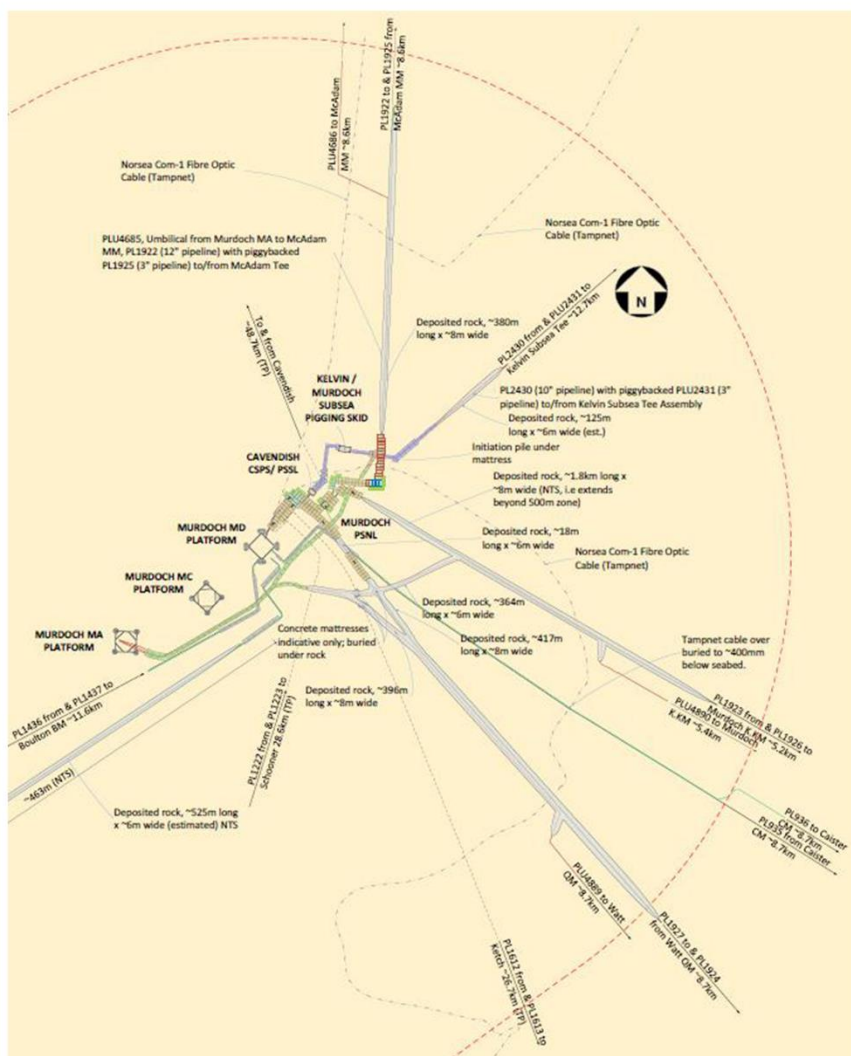 PLU4686 to McAdam
MM ~8.6km
PL1922 to & PL1925 from
McAdam MM ~8.6km
Norsea Com-1 Fibre Optic
Cable (Tampnet)
Norsea Com-1 Fibre Optic
Cable (Tampnet)
PLU4685, Umbilical from Murdoch MA to McAdam
MM, PL1922 (12" pipeline) with piggybacked
PL1925 (3" pipeline) to/from McAdam Tee
N
PL2430 from & PLU2431 to
Kelvin Subsea Tee ~12.7km
To & from Cavendish
~48.7km (TP)
Deposited rock, ~380m
long x ~8m wide
KELVIN /
MURDOCH
SUBSEA
PIGGING SKID
PL2430 (10" pipeline) with piggybacked PLU2431 (3"
pipeline) to/from Kelvin Subsea Tee Assembly
Deposited rock, ~125m
long x ~6m wide (est.)
Initiation pile under
mattress
CAVENDISH
CSPS/ PSSL
Deposited rock, ~1.8km long x
~8m wide (NTS, i.e extends
beyond 500m zone)
MURDOCH MD
PLATFORM
MURDOCH
PSNL
Deposited rock, ~18m
long x ~6m wide
Norsea Com-1 Fibre Optic
Cable (Tampnet)
MURDOCH MC
PLATFORM
Deposited rock, ~364m
long x ~6m wide
MURDOCH MA
PLATFORM
Concrete mattresses
indicative only; buried
under rock
Deposited rock, ~417m
long x ~8m wide
Tampnet cable over
buried to ~400mm
below seabed.
Deposited rock, ~396m
long x ~8m wide
PL1436 from & PL1437 to
Boulton BM ~11.6km
PL1222 from & PL1223 to
Schooner 28.6km (TP)
PL1923 from & PL1926 to
Murdoch K.KM ~5.2km
PLU4890 to Murdoch
K.KM ~5.4km
~463m (NTS)
Deposited rock, ~525m long
x ~6m wide (estimated) NTS
PL936 to Caister
CM ~8.7km
PL935 from Caister
CM ~8.7km
PLU4889 to Watt
QM ~8.7km
PL1927 to & PL1924
from Watt QM ~8.7km
PL1612 from & PL1613 to
Ketch ~26.7km (TP)